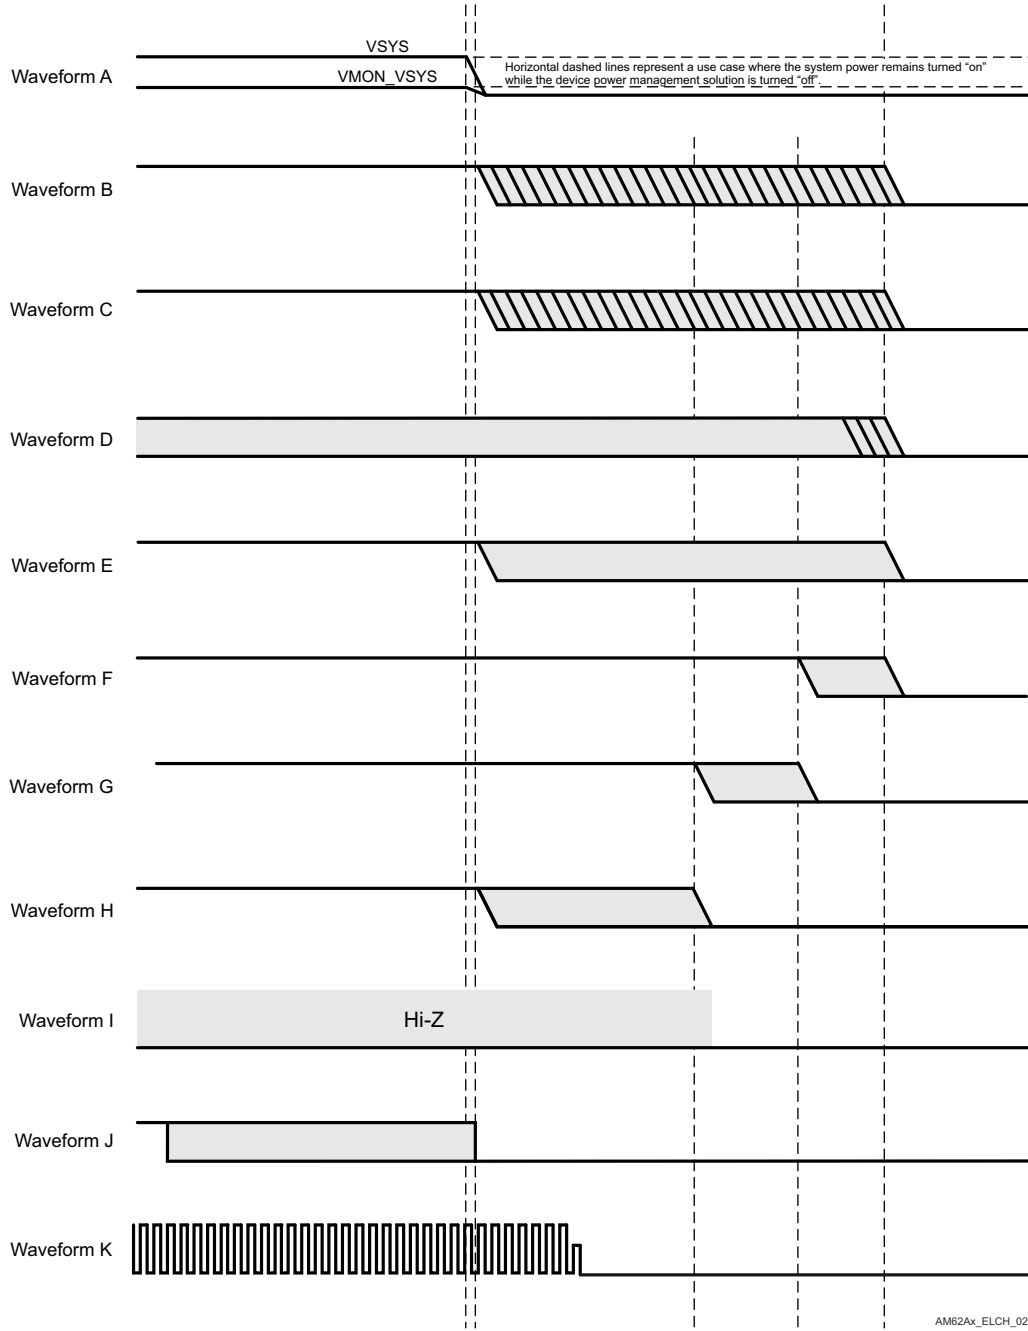 VSYS
Waveform A
VMON_VSYS
Horizontal dashed lines represent a use case where the system power remains turned “on”
while the device power management solution is turned “off”.
Waveform B
Waveform C
Waveform D
Waveform E
Waveform F
Waveform G
Waveform H
Waveform I
Hi-Z
Waveform J
Waveform K
AM62Ax_ELCH_02